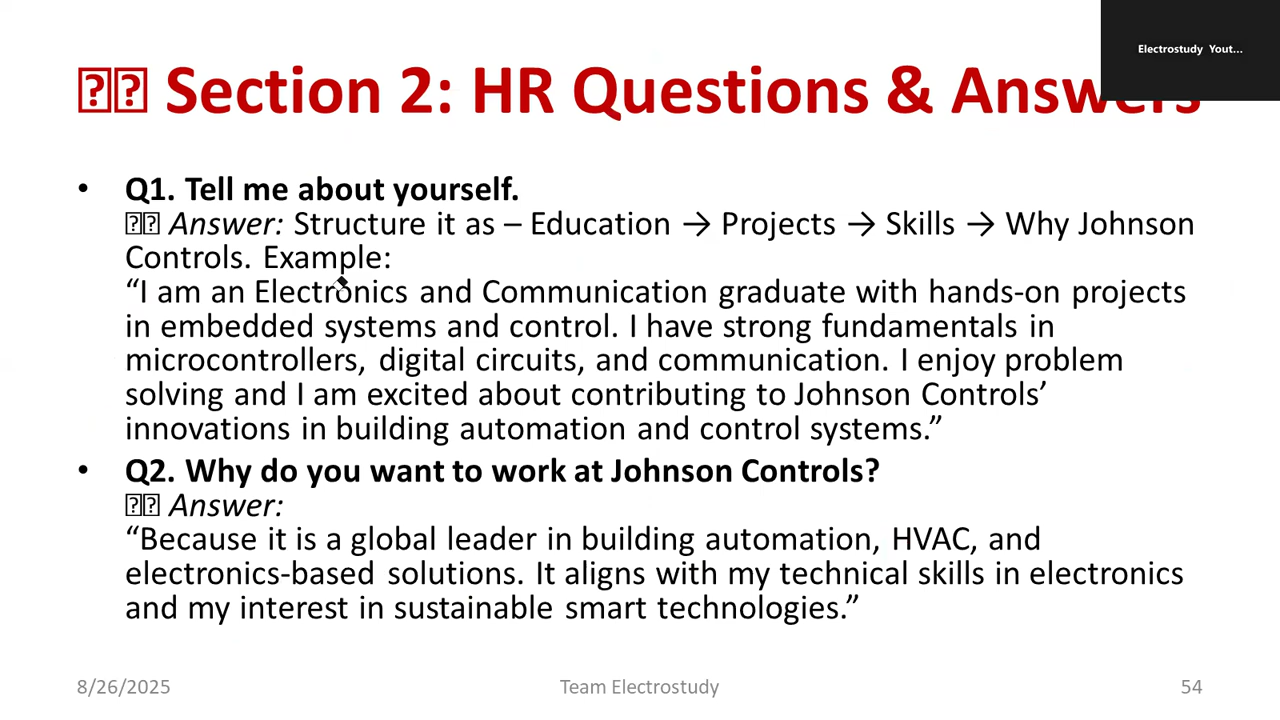 Electrostudy Yout...
Section 2: HR Questions & Answers
• Q1. Tell me about yourself.
Answer: Structure it as – Education → Projects → Skills → Why Johnson
Controls. Example:
“I am an Electronics and Communication graduate with hands-on projects
in embedded systems and control. I have strong fundamentals in
microcontrollers, digital circuits, and communication. I enjoy problem
solving and I am excited about contributing to Johnson Controls’
innovations in building automation and control systems.”
• Q2. Why do you want to work at Johnson Controls?
Answer:
“Because it is a global leader in building automation, HVAC, and
electronics-based solutions. It aligns with my technical skills in electronics
and my interest in sustainable smart technologies.”
8/26/2025
Team Electrostudy
54